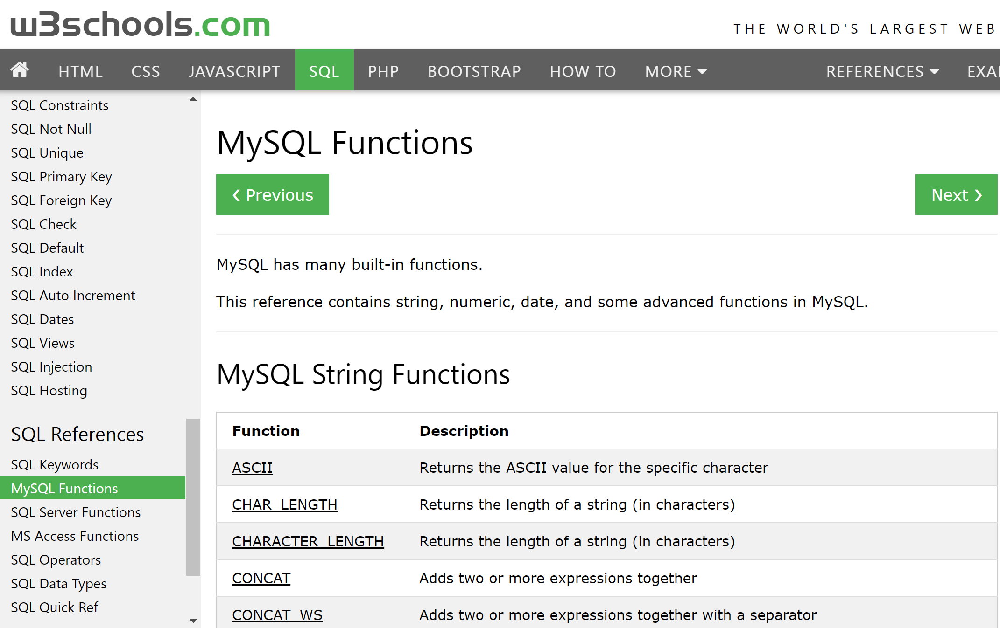 w3schools.com
THE WORLD'S LARGEST WEB
HTML CSS JAVASCRIPT SQL PHP BOOTSTRAP HOW TO MORE REFERENCES
SQL Constraints
SQL Not Null
SQL Unique
SQL Primary Key
SQL Foreign Key
SQL Check
SQL Default
SQL Index
SQL Auto Increment
SQL Dates
SQL Views
SQL Injection
SQL Hosting
SQL References
SQL Keywords
MySQL Functions
SQL Server Functions
MS Access Functions
SQL Operators
SQL Data Types
SQL Quick Ref
MySQL Functions
❮ Previous
Next ❯
MySQL has many built-in functions.
This reference contains string, numeric, date, and some advanced functions in MySQL.
MySQL String Functions
Function Description
ASCII Returns the ASCII value for the specific character
CHAR_LENGTH Returns the length of a string (in characters)
CHARACTER_LENGTH Returns the length of a string (in characters)
CONCAT Adds two or more expressions together
CONCAT_WS Adds two or more expressions together with a separator